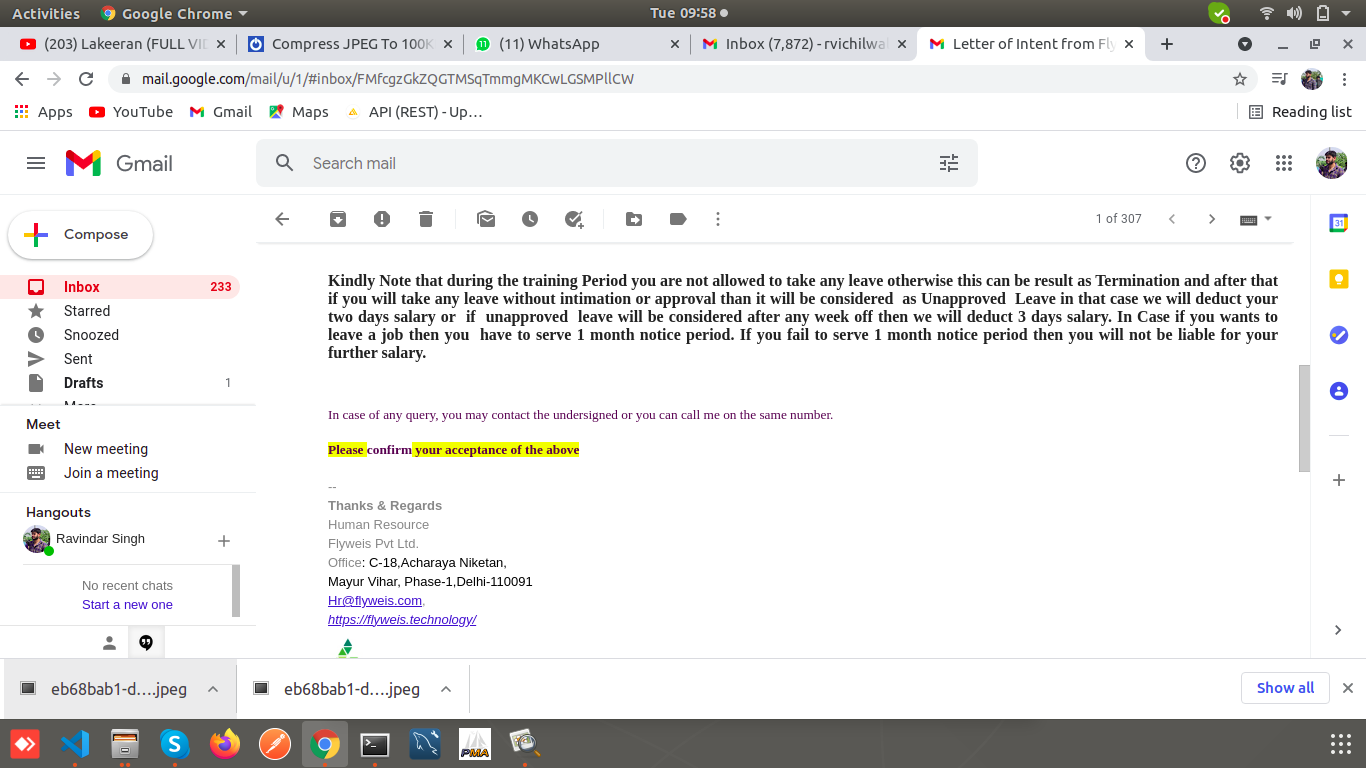 Activities Google Chrome Tue 09:58
(203) Lakeeran (FULL VID Compress JPEG To 100K (11) WhatsApp Inbox (7,872) - rvichilwal Letter of Intent from Fly
mail.google.com/mail/u/1/#inbox/FMfcgzGkZQGTMSqTmmgMKCwLGSMPllCW
Apps YouTube Gmail Maps API (REST) - Up… Reading list
Gmail Search mail
Compose 1 of 307
Inbox 233
Starred
Snoozed
Sent
Drafts 1
More
Meet
New meeting
Join a meeting
Hangouts
Ravindar Singh
No recent chats
Start a new one
Kindly Note that during the training Period you are not allowed to take any leave otherwise this can be result as Termination and after that
if you will take any leave without intimation or approval than it will be considered as Unapproved Leave in that case we will deduct your
two days salary or if unapproved leave will be considered after any week off then we will deduct 3 days salary. In Case if you wants to
leave a job then you have to serve 1 month notice period. If you fail to serve 1 month notice period then you will not be liable for your
further salary.
In case of any query, you may contact the undersigned or you can call me on the same number.
Please confirm your acceptance of the above
--
Thanks & Regards
Human Resource
Flyweis Pvt Ltd.
Office: C-18,Acharaya Niketan,
Mayur Vihar, Phase-1,Delhi-110091
Hr@flyweis.com,
https://flyweis.technology/
31
eb68bab1-d….jpeg eb68bab1-d….jpeg Show all
PMA